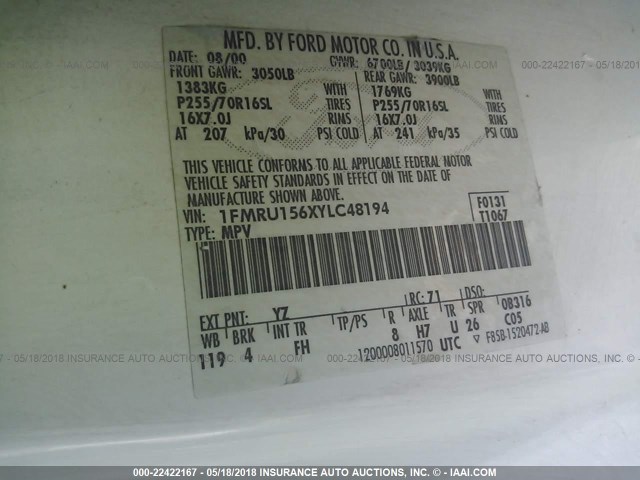 MFD. BY FORD MOTOR CO. IN U.S.A.
DATE: 08/00 GVWR: 6700LB / 3039KG
FRONT GAWR: 3050LB REAR GAWR: 3900LB
1383KG WITH 1769KG WITH
P255/70R16SL TIRES P255/70R16SL TIRES
16X7.0J RIMS 16X7.0J RIMS
AT 207 kPa/30 PSI COLD AT 241 kPa/35 PSI COLD
THIS VEHICLE CONFORMS TO ALL APPLICABLE FEDERAL MOTOR
VEHICLE SAFETY STANDARDS IN EFFECT ON THE DATE OF
MANUFACTURE SHOWN ABOVE.
VIN: 1FMRU156XYLC48194 F0131
TYPE: MPV T1067
EXT PNT: YZ RC: 71 DSO:
WB BRK INT TR TP/PS R AXLE TR SPR 0B316
119 4 FH 8 H7 U 26 C05
1200008011570 UTC ▽ F85B-1520472-AB
000-22422167 - 05/18/2018 INSURANCE AUTO AUCTIONS, INC. - IAAI.COM